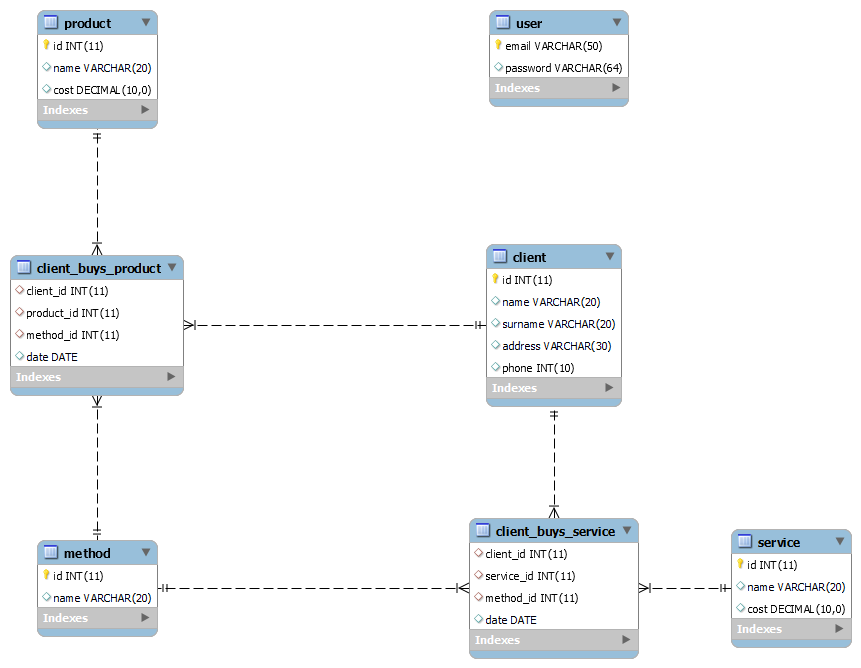 product
id INT(11)
name VARCHAR(20)
cost DECIMAL(10,0)
Indexes
user
email VARCHAR(50)
password VARCHAR(64)
Indexes
client_buys_product
client_id INT(11)
product_id INT(11)
method_id INT(11)
date DATE
Indexes
client
id INT(11)
name VARCHAR(20)
surname VARCHAR(20)
address VARCHAR(30)
phone INT(10)
Indexes
method
id INT(11)
name VARCHAR(20)
Indexes
client_buys_service
client_id INT(11)
service_id INT(11)
method_id INT(11)
date DATE
Indexes
service
id INT(11)
name VARCHAR(20)
cost DECIMAL(10,0)
Indexes